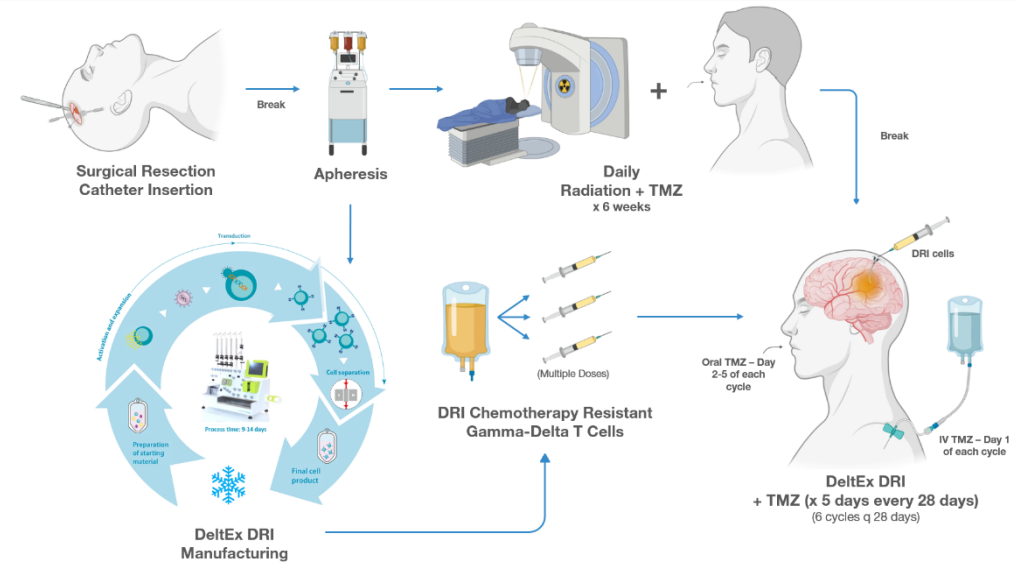 Surgical Resection
Catheter Insertion
Break
Apheresis
Daily
Radiation + TMZ
x 6 weeks
+
Break
Transduction
Activation and expansion
Cell separation
Process time: 9-14 days
Preparation
of starting
material
Final cell
product
DeltEx DRI
Manufacturing
(Multiple Doses)
DRI Chemotherapy Resistant
Gamma-Delta T Cells
DRI cells
Oral TMZ – Day
2-5 of each
cycle
IV TMZ – Day 1
of each cycle
DeltEx DRI
+ TMZ (x 5 days every 28 days)
(6 cycles q 28 days)